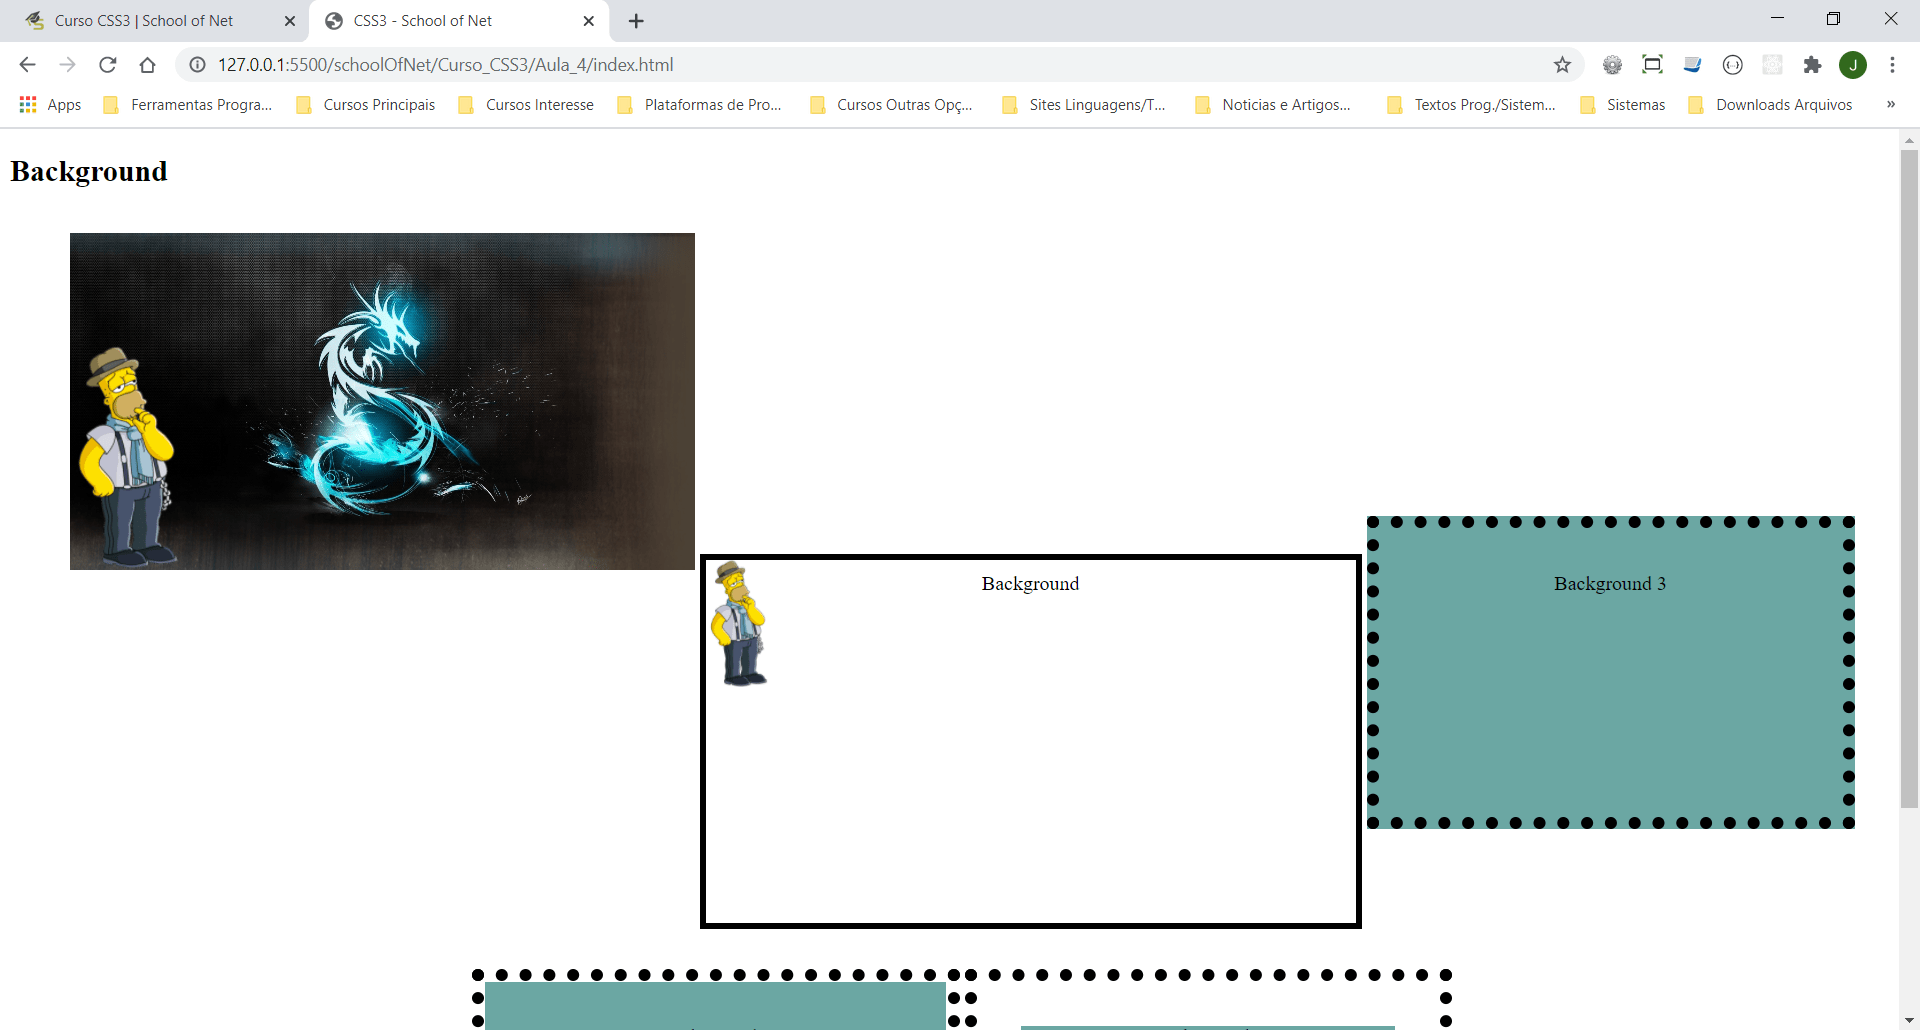 Curso CSS3 | School of Net
CSS3 - School of Net
127.0.0.1:5500/schoolOfNet/Curso_CSS3/Aula_4/index.html
J
Apps Ferramentas Progra... Cursos Principais Cursos Interesse Plataformas de Pro... Cursos Outras Opç... Sites Linguagens/T... Noticias e Artigos... Textos Prog./Sistem... Sistemas Downloads Arquivos »
Background
Background
Background 3